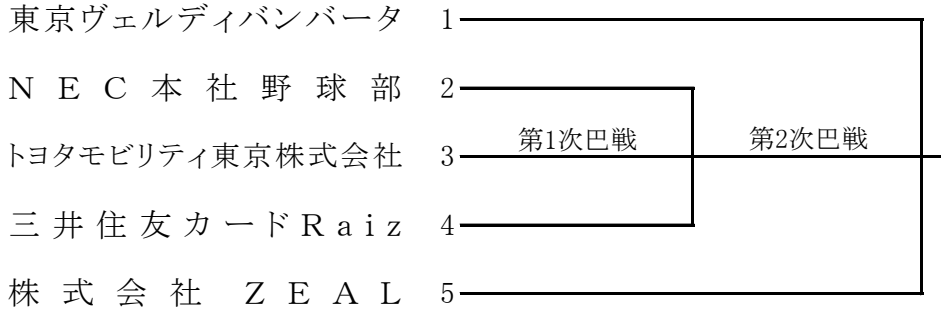 東京ヴェルディバンバータ 1
NEC本社野球部 2
トヨタモビリティ東京株式会社 3 第1次巴戦 第2次巴戦
三井住友カードRaiz 4
株式会社 ZEAL 5